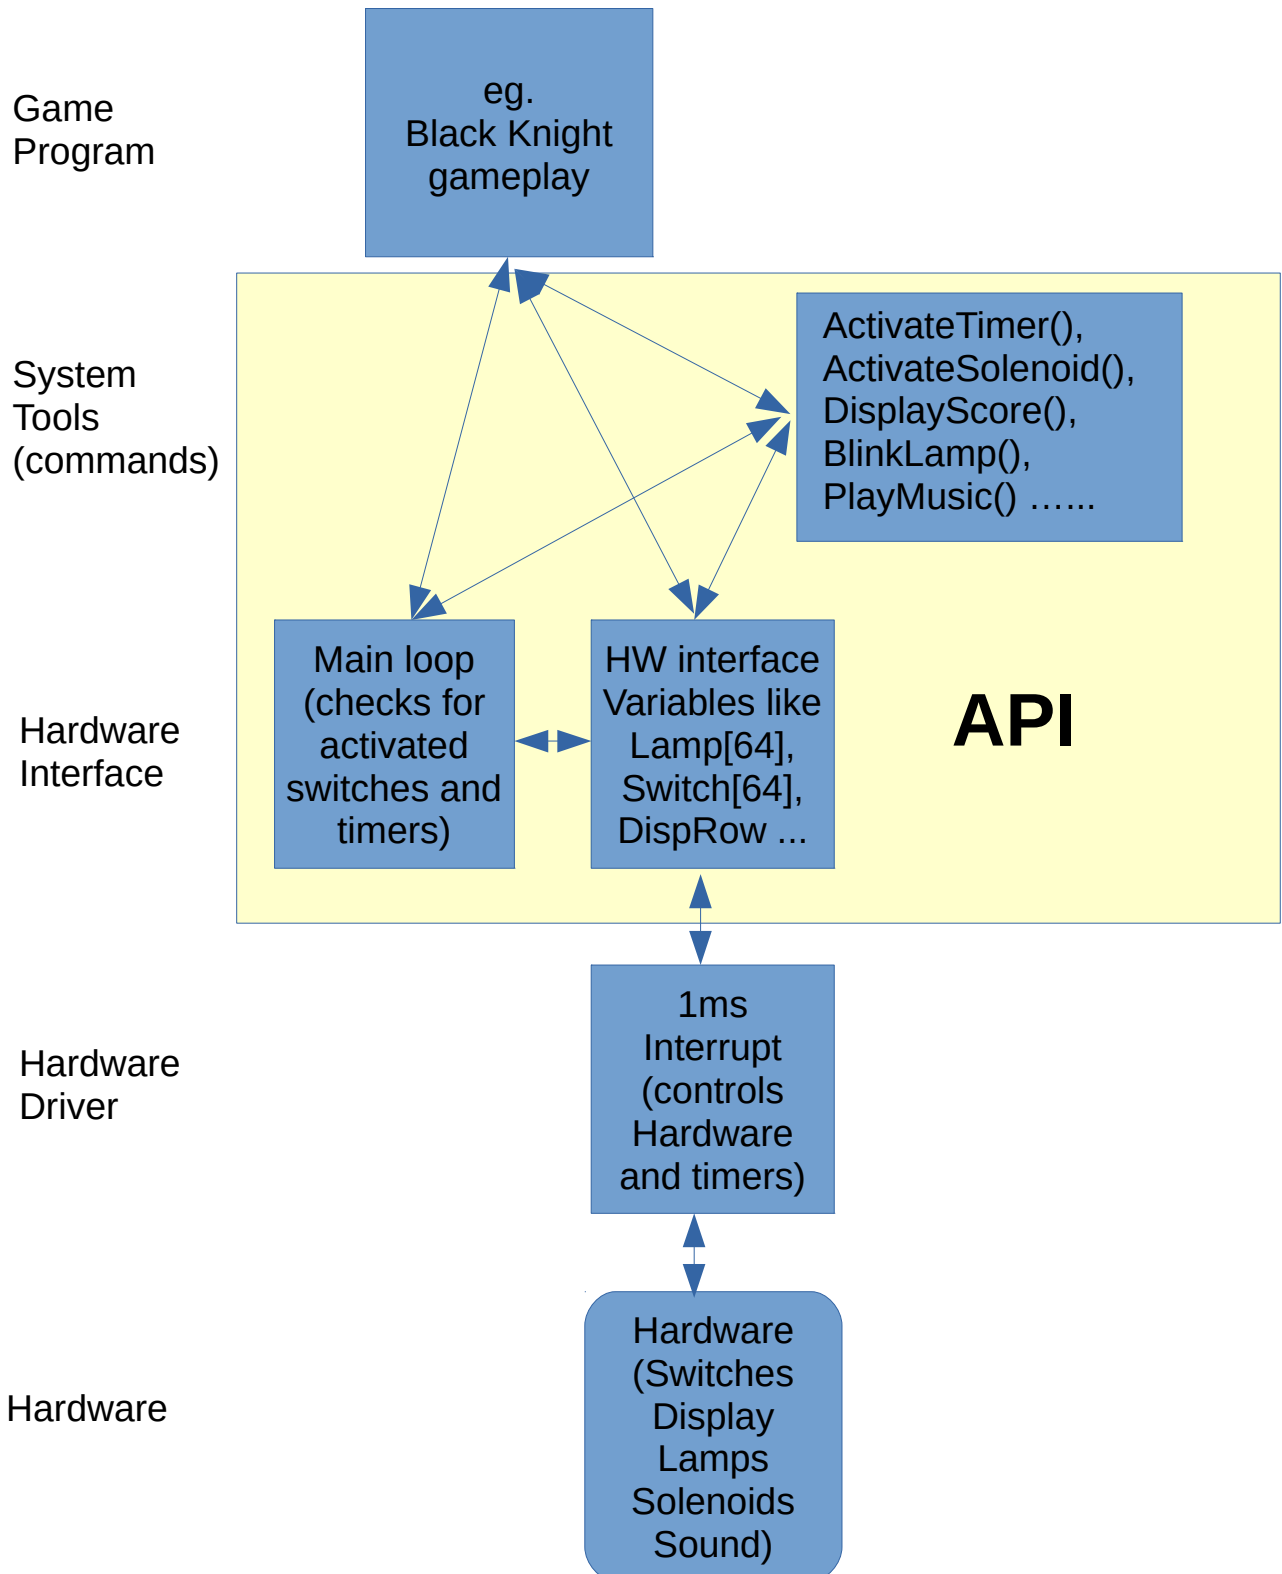 Game
Program
eg.
Black Knight
gameplay
System
Tools
(commands)
ActivateTimer(),
ActivateSolenoid(),
DisplayScore(),
BlinkLamp(),
PlayMusic() …...
Hardware
Interface
Main loop
(checks for
activated
switches and
timers)
HW interface
Variables like
Lamp[64],
Switch[64],
DispRow ...
API
Hardware
Driver
1ms
Interrupt
(controls
Hardware
and timers)
Hardware
Hardware
(Switches
Display
Lamps
Solenoids
Sound)